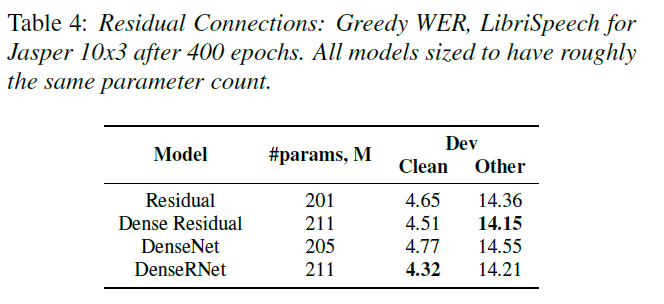 Table 4: Residual Connections: Greedy WER, LibriSpeech for
Jasper 10x3 after 400 epochs. All models sized to have roughly
the same parameter count.
Model #params, M Dev
Clean Other
Residual 201 4.65 14.36
Dense Residual 211 4.51 14.15
DenseNet 205 4.77 14.55
DenseRNet 211 4.32 14.21